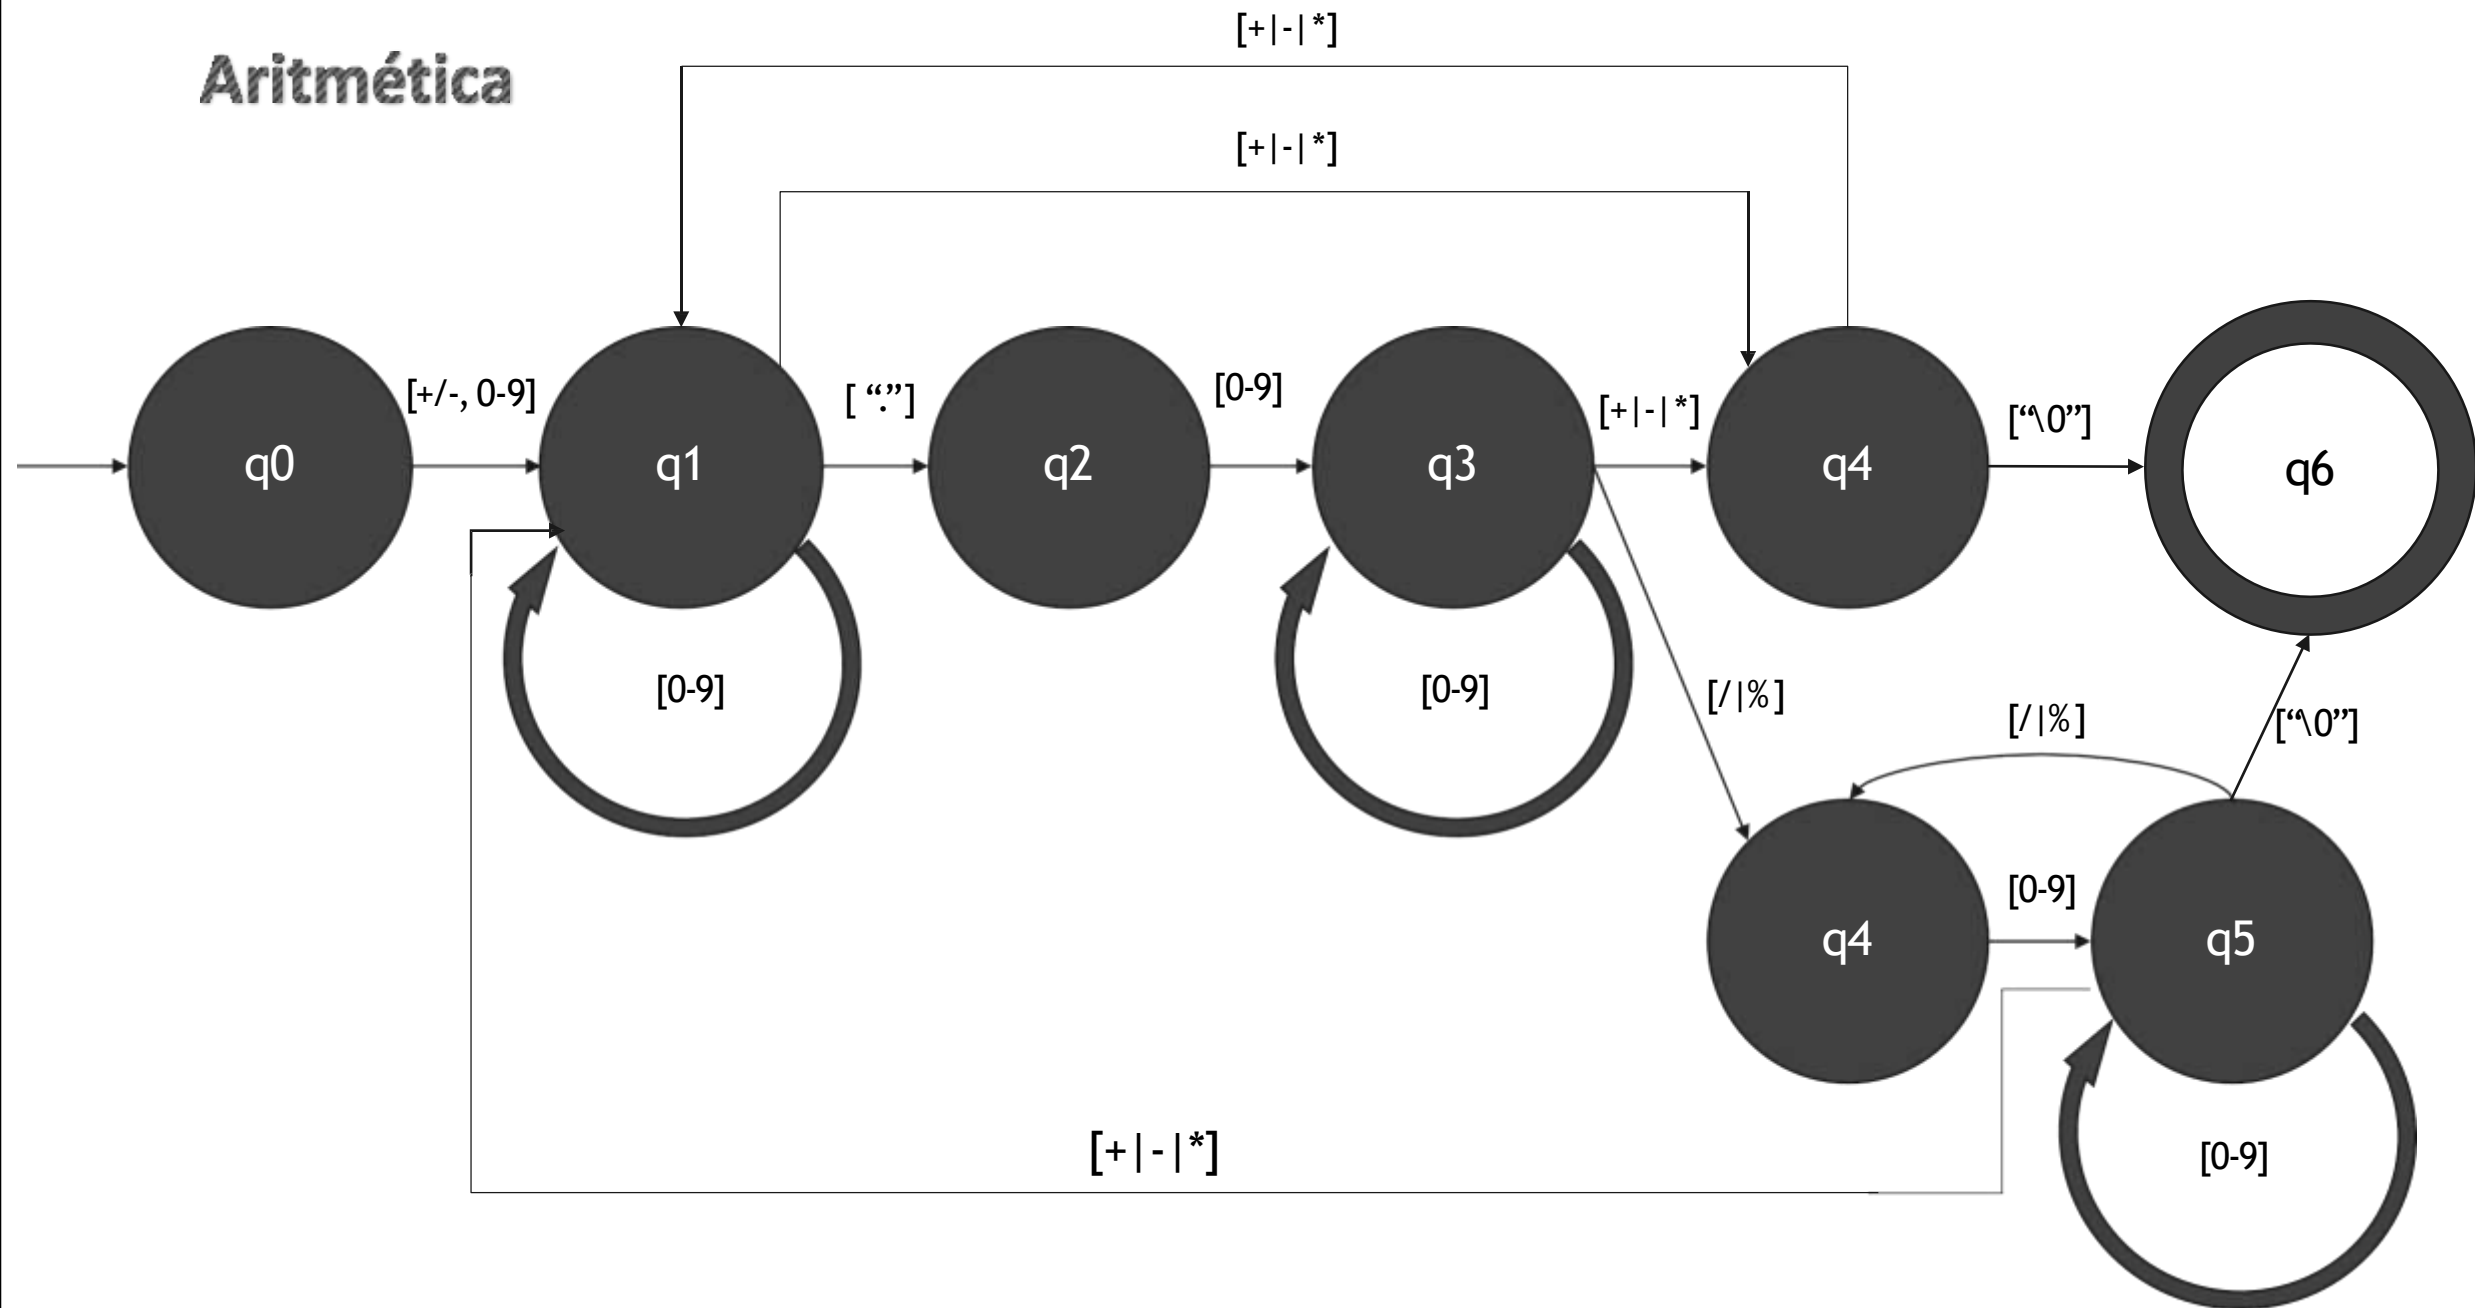 [+|-|*]
Aritmética
[+|-|*]
[+/-, 0-9]
[ “.”]
[0-9]
[+|-|*]
[“\0”]
q0
q1
q2
q3
q4
q6
[0-9]
[0-9]
[/|%]
[/|%]
[“\0”]
[0-9]
q4
q5
[+|-|*]
[0-9]